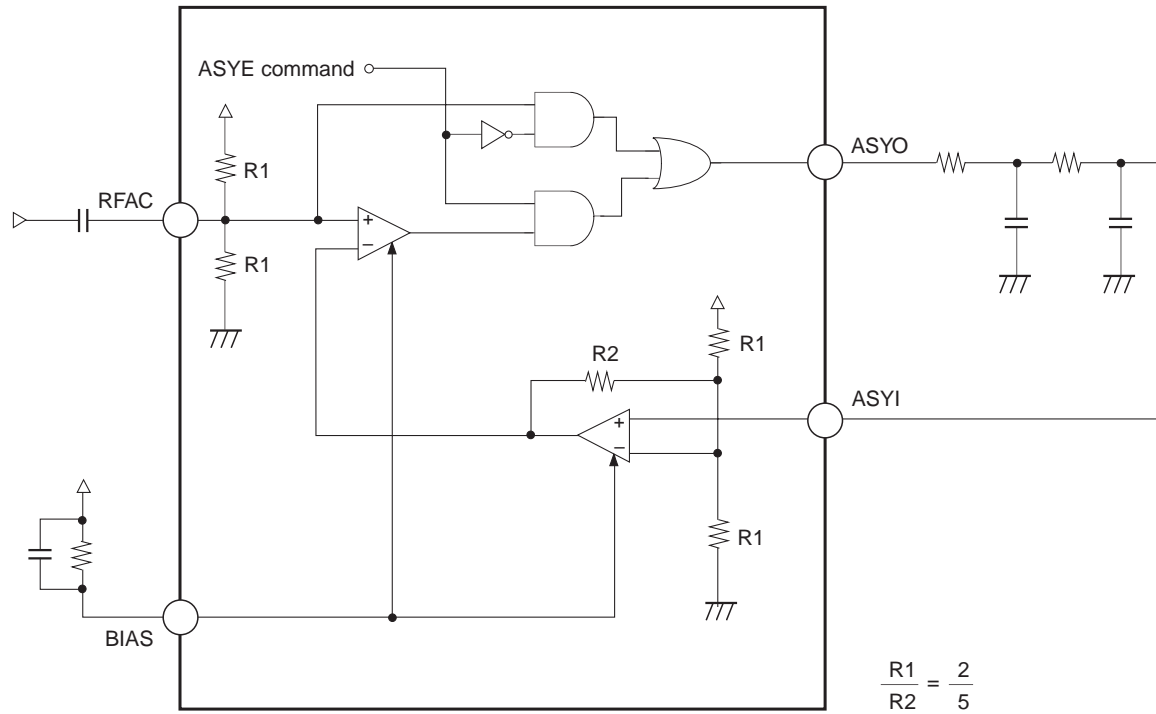 ASYE command
R1
ASYO
RFAC
+
−
R1
R1
R2
ASYI
+
−
R1
BIAS
R1
R2
=
2
5